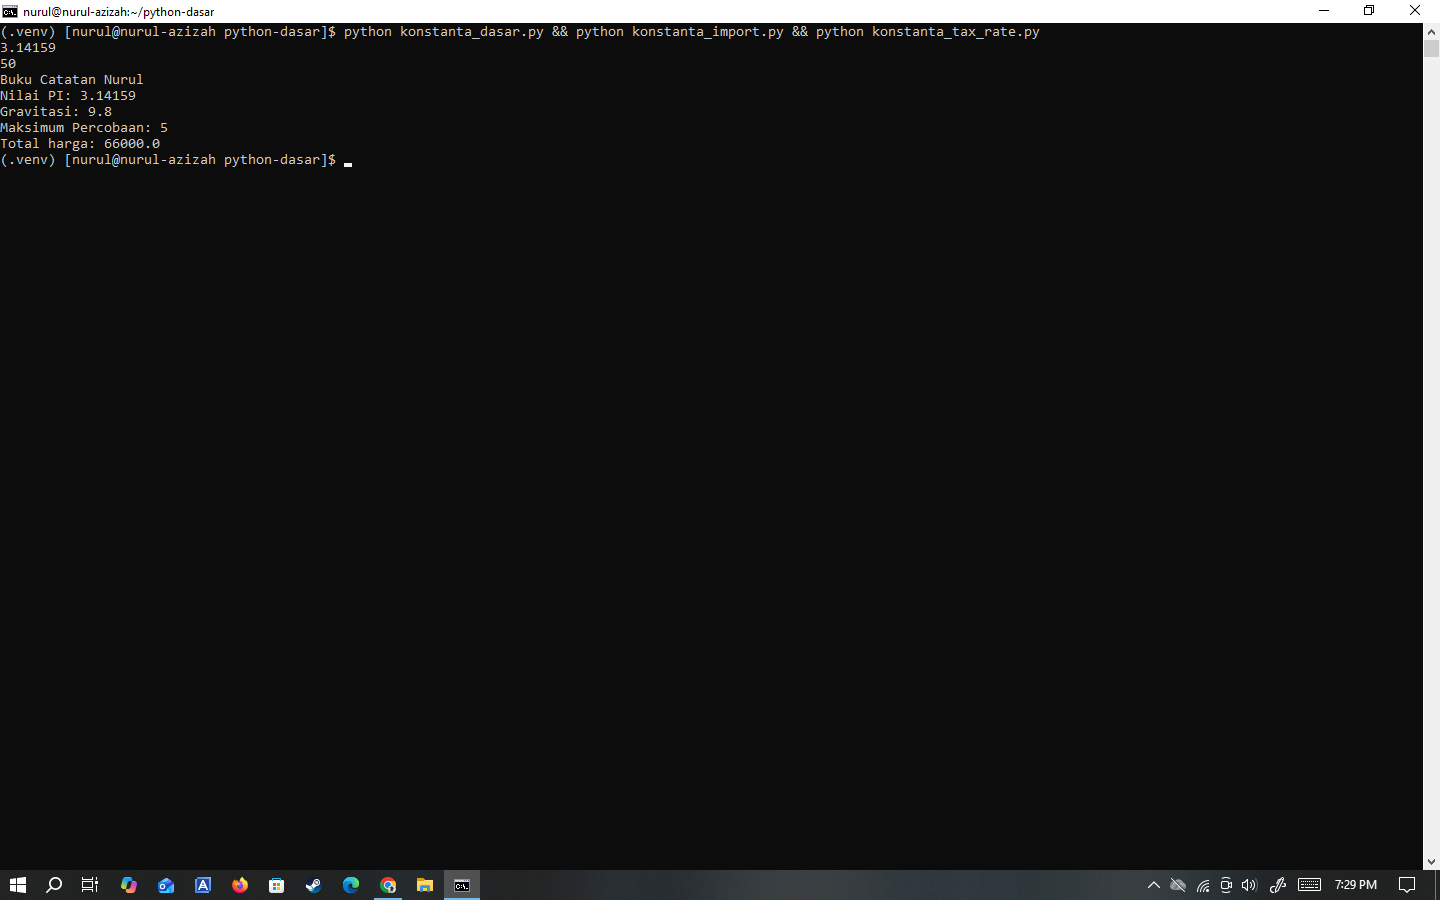 nurul@nurul-azizah:~/python-dasar
(.venv) [nurul@nurul-azizah python-dasar]$ python konstanta_dasar.py && python konstanta_import.py && python konstanta_tax_rate.py
3.14159
50
Buku Catatan Nurul
Nilai PI: 3.14159
Gravitasi: 9.8
Maksimum Percobaan: 5
Total harga: 66000.0
(.venv) [nurul@nurul-azizah python-dasar]$
7:29 PM